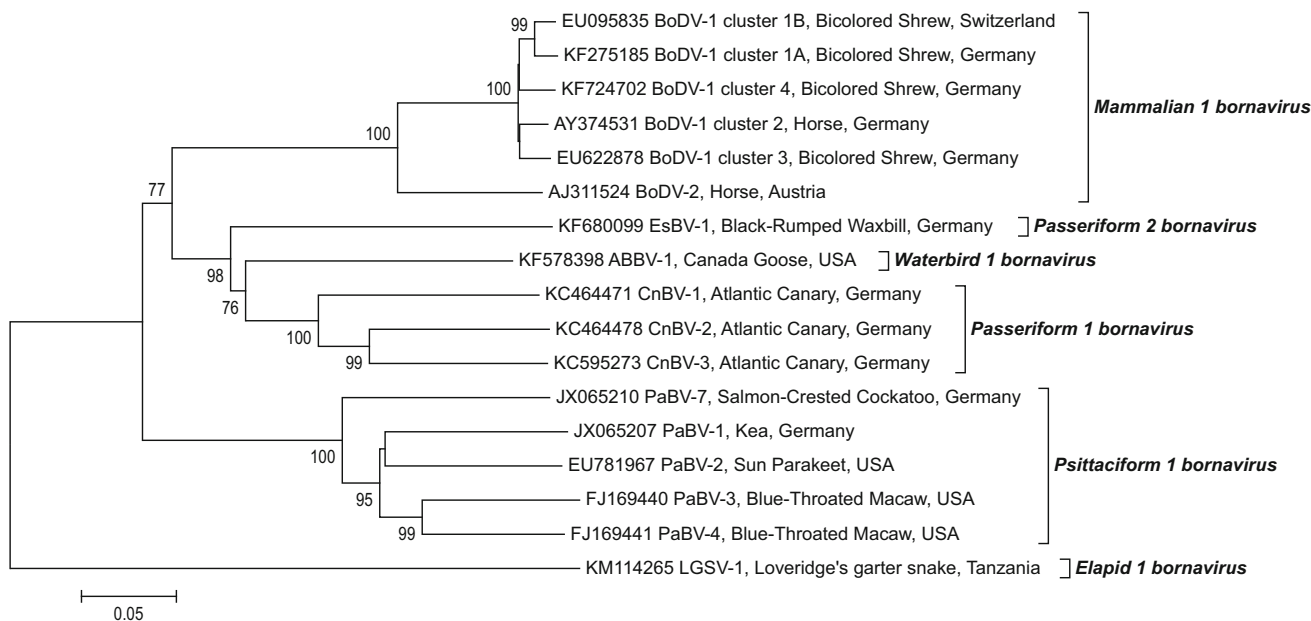 EU095835 BoDV-1 cluster 1B, Bicolored Shrew, Switzerland
99
KF275185 BoDV-1 cluster 1A, Bicolored Shrew, Germany
100
KF724702 BoDV-1 cluster 4, Bicolored Shrew, Germany
Mammalian 1 bornavirus
AY374531 BoDV-1 cluster 2, Horse, Germany
100
EU622878 BoDV-1 cluster 3, Bicolored Shrew, Germany
77
AJ311524 BoDV-2, Horse, Austria
KF680099 EsBV-1, Black-Rumped Waxbill, Germany
Passeriform 2 bornavirus
98
KF578398 ABBV-1, Canada Goose, USA
Waterbird 1 bornavirus
76
KC464471 CnBV-1, Atlantic Canary, Germany
100
KC464478 CnBV-2, Atlantic Canary, Germany
Passeriform 1 bornavirus
99
KC595273 CnBV-3, Atlantic Canary, Germany
JX065210 PaBV-7, Salmon-Crested Cockatoo, Germany
JX065207 PaBV-1, Kea, Germany
100
EU781967 PaBV-2, Sun Parakeet, USA
Psittaciform 1 bornavirus
95
FJ169440 PaBV-3, Blue-Throated Macaw, USA
99
FJ169441 PaBV-4, Blue-Throated Macaw, USA
KM114265 LGSV-1, Loveridge's garter snake, Tanzania
Elapid 1 bornavirus
0.05